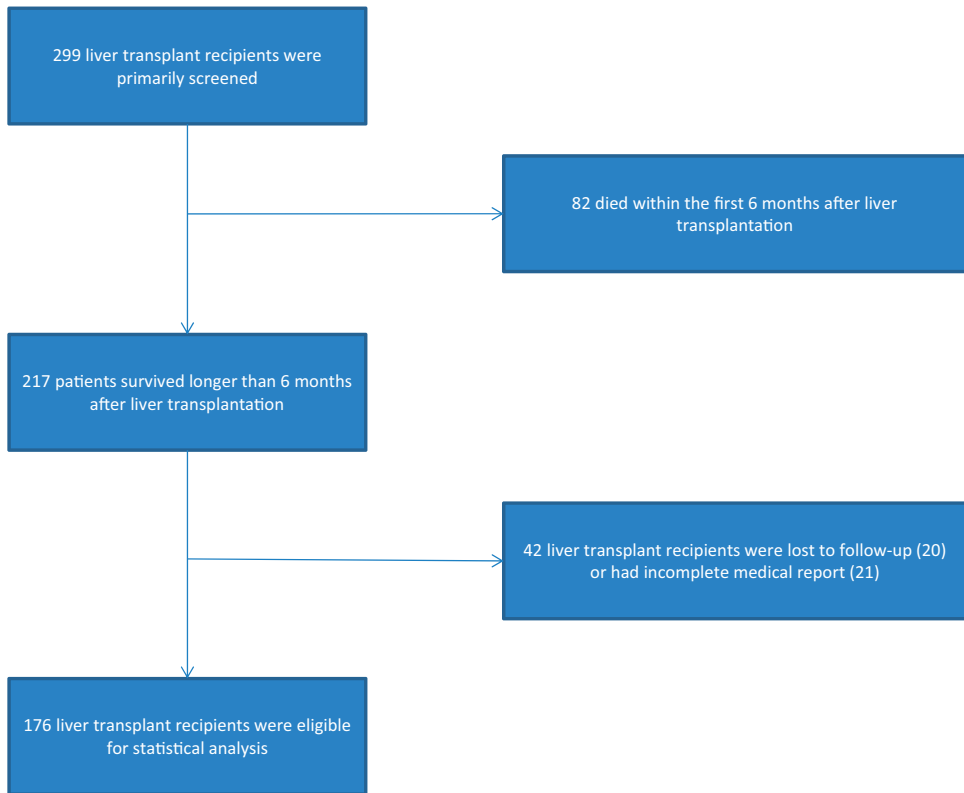 299 liver transplant recipients were
primarily screened
82 died within the first 6 months after liver
transplantation
217 patients survived longer than 6 months
after liver transplantation
42 liver transplant recipients were lost to follow-up (20)
or had incomplete medical report (21)
176 liver transplant recipients were eligible
for statistical analysis